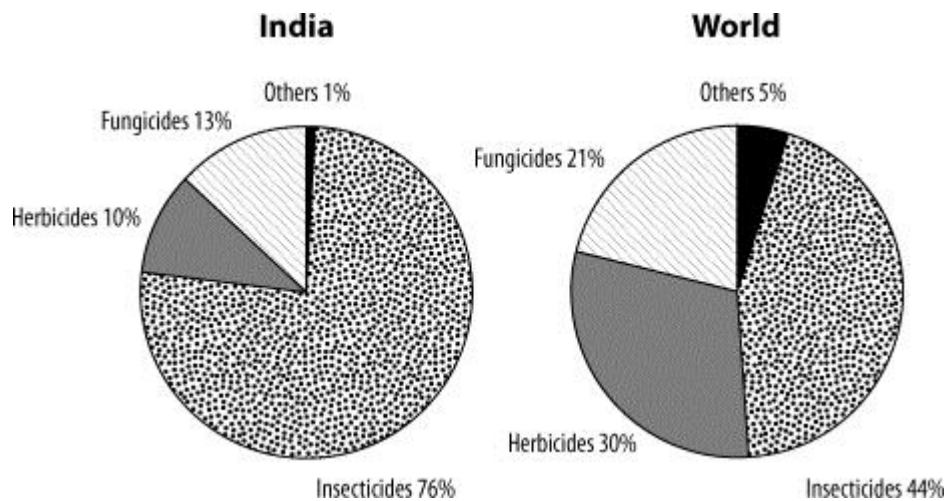 India
Others 1%
Fungicides 13%
Herbicides 10%
Insecticides 76%
World
Others 5%
Fungicides 21%
Herbicides 30%
Insecticides 44%